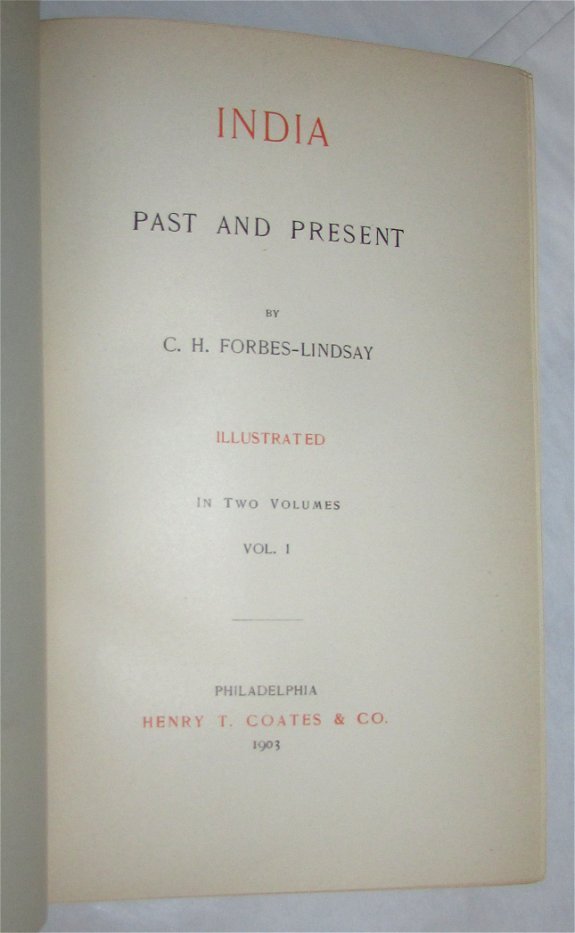 INDIA
PAST AND PRESENT
BY
C. H. FORBES-LINDSAY
ILLUSTRATED
IN TWO VOLUMES
VOL. I
PHILADELPHIA
HENRY T. COATES & CO.
1903